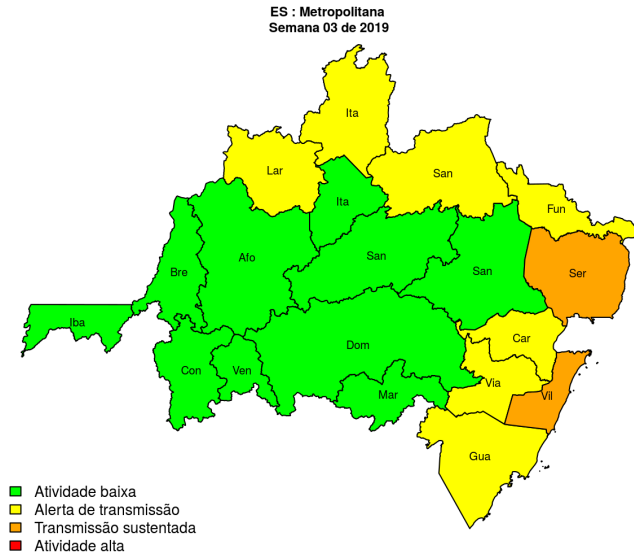 ES : Metropolitana
Semana 03 de 2019
Ita
Lar
San
Ita
Fun
Afo
San
San
Bre
Ser
Iba
Car
Dom
Con
Ven
Via
Mar
Vil
Gua
Atividade baixa
Alerta de transmissão
Transmissão sustentada
Atividade alta